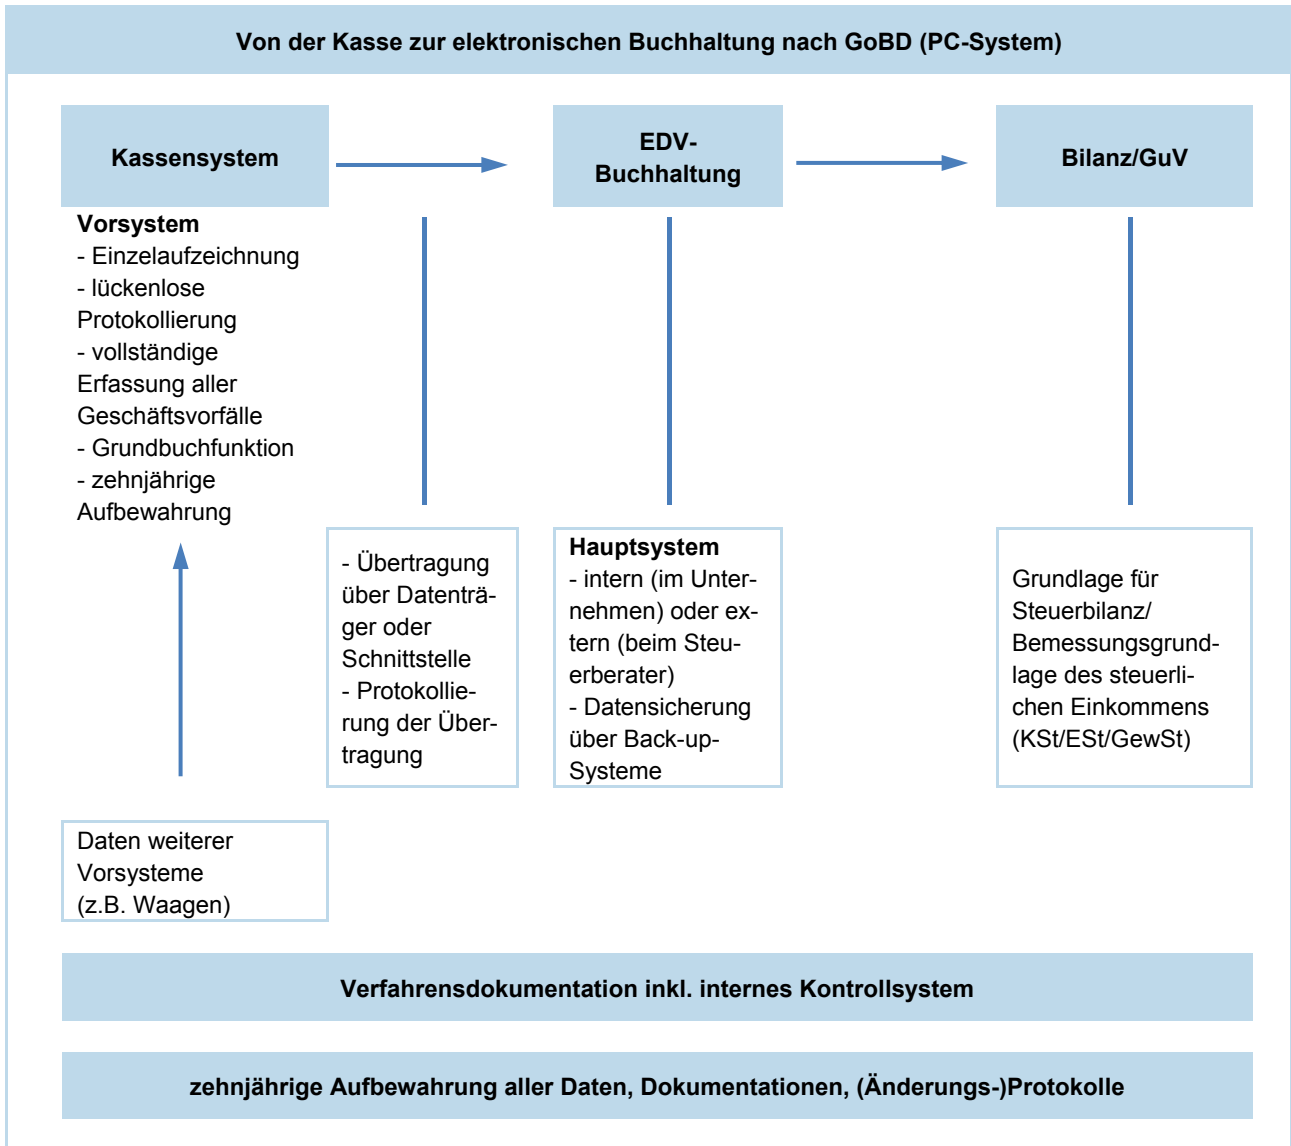 Von der Kasse zur elektronischen Buchhaltung nach GoBD (PC-System)
Kassensystem
EDV-
Buchhaltung
Bilanz/GuV
Vorsystem
- Einzelaufzeichnung
- lückenlose
Protokollierung
- vollständige
Erfassung aller
Geschäftsvorfälle
- Grundbuchfunktion
- zehnjährige
Aufbewahrung
- Übertragung
über Datenträ-
ger oder
Schnittstelle
- Protokollie-
rung der Über-
tragung
Hauptsystem
- intern (im Unter-
nehmen) oder ex-
tern (beim Steu-
erberater)
- Datensicherung
über Back-up-
Systeme
Grundlage für
Steuerbilanz/
Bemessungsgrund-
lage des steuerli-
chen Einkommens
(KSt/ESt/GewSt)
Daten weiterer
Vorsysteme
(z.B. Waagen)
Verfahrensdokumentation inkl. internes Kontrollsystem
zehnjährige Aufbewahrung aller Daten, Dokumentationen, (Änderungs-)Protokolle